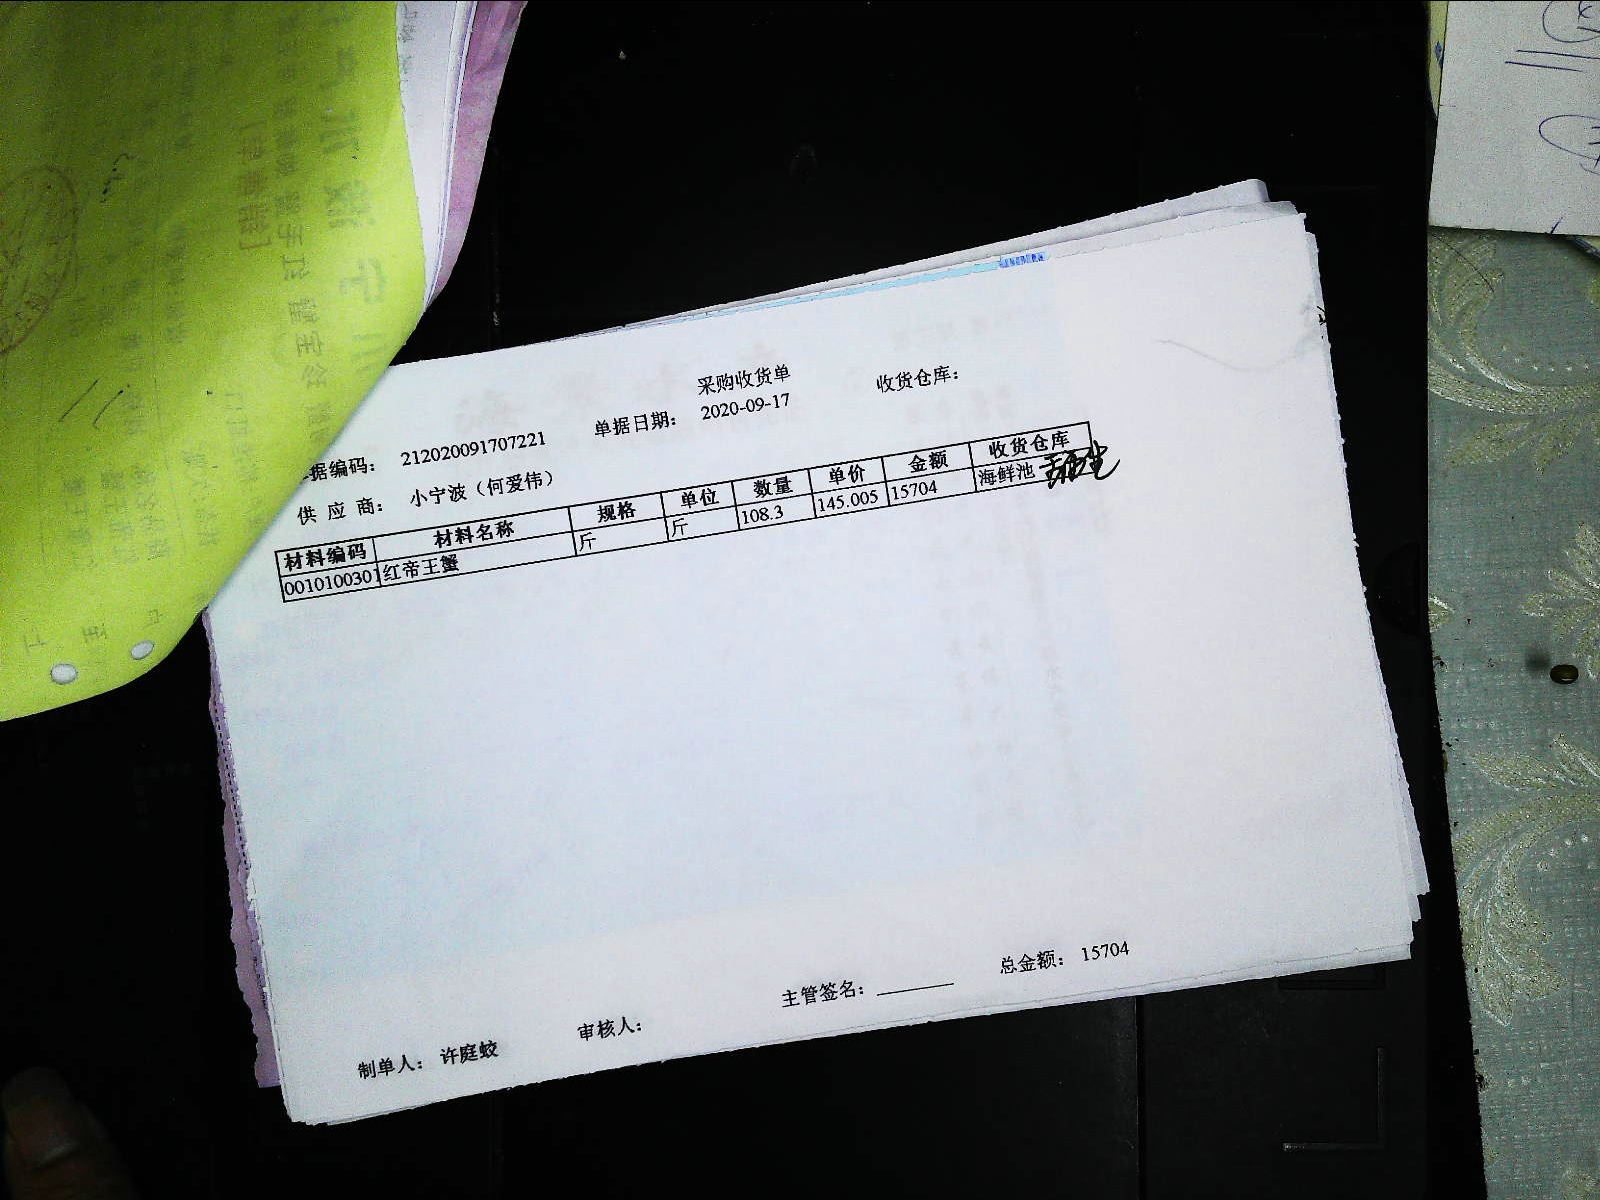 采购收货单
据编码： 212020091707221 单据日期： 2020-09-17 收货仓库：
供 应 商： 小宁波（何爱伟）
材料编码 材料名称 规格 单位 数量 单价 金额 收货仓库
0010100301 红帝王蟹 斤 斤 108.3 145.005 15704 海鲜池
制单人： 许庭蛟 审核人： 主管签名： 总金额： 15704